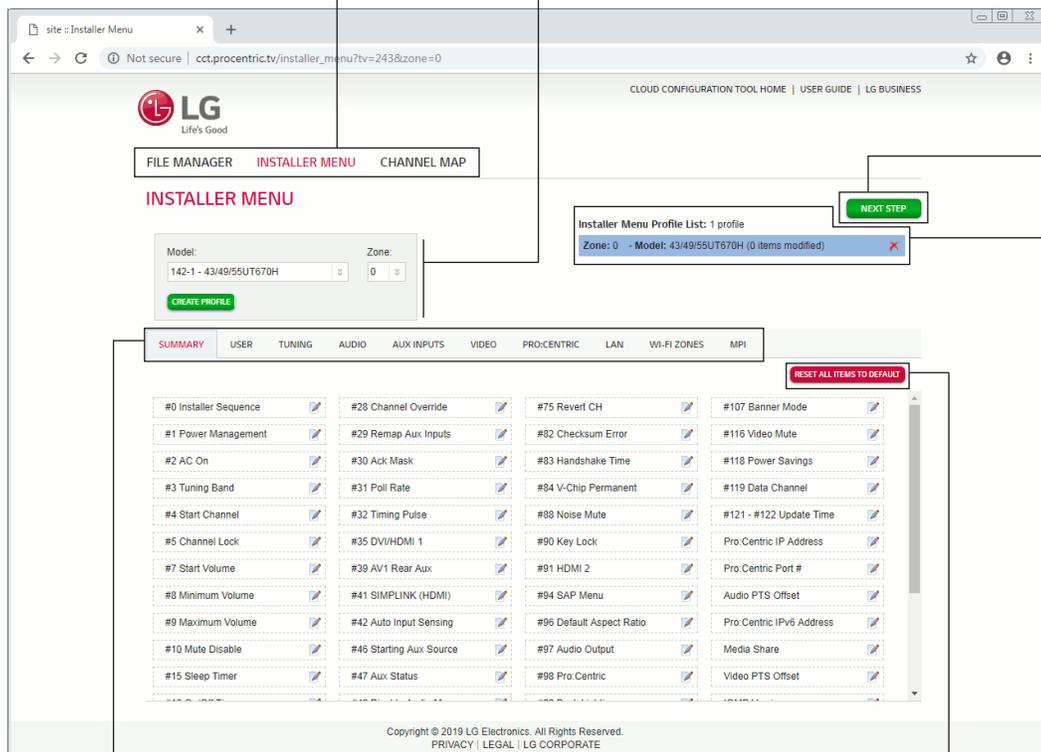 site :: Installer Menu
Not secure | cct.procentric.tv/installer_menu?tv=243&zone=0
CLOUD CONFIGURATION TOOL HOME | USER GUIDE | LG BUSINESS
LG
Life's Good
FILE MANAGER INSTALLER MENU CHANNEL MAP
INSTALLER MENU
NEXT STEP
Installer Menu Profile List: 1 profile
Zone: 0 - Model: 43/49/55UT670H (0 items modified)
Model: Zone:
142-1 - 43/49/55UT670H 0
CREATE PROFILE
SUMMARY USER TUNING AUDIO AUX INPUTS VIDEO PRO:CENTRIC LAN WI-FI ZONES MPI
RESET ALL ITEMS TO DEFAULT
#0 Installer Sequence #28 Channel Override #75 Revert CH #107 Banner Mode
#1 Power Management #29 Remap Aux Inputs #82 Checksum Error #116 Video Mute
#2 AC On #30 Ack Mask #83 Handshake Time #118 Power Savings
#3 Tuning Band #31 Poll Rate #84 V-Chip Permanent #119 Data Channel
#4 Start Channel #32 Timing Pulse #88 Noise Mute #121 - #122 Update Time
#5 Channel Lock #35 DVI/HDMI 1 #90 Key Lock Pro:Centric IP Address
#7 Start Volume #39 AV1 Rear Aux #91 HDMI 2 Pro:Centric Port #
#8 Minimum Volume #41 SIMPLINK (HDMI) #94 SAP Menu Audio PTS Offset
#9 Maximum Volume #42 Auto Input Sensing #96 Default Aspect Ratio Pro:Centric IPv6 Address
#10 Mute Disable #46 Starting Aux Source #97 Audio Output Media Share
#15 Sleep Timer #47 Aux Status #98 Pro:Centric Video PTS Offset
Copyright © 2019 LG Electronics. All Rights Reserved.
PRIVACY | LEGAL | LG CORPORATE